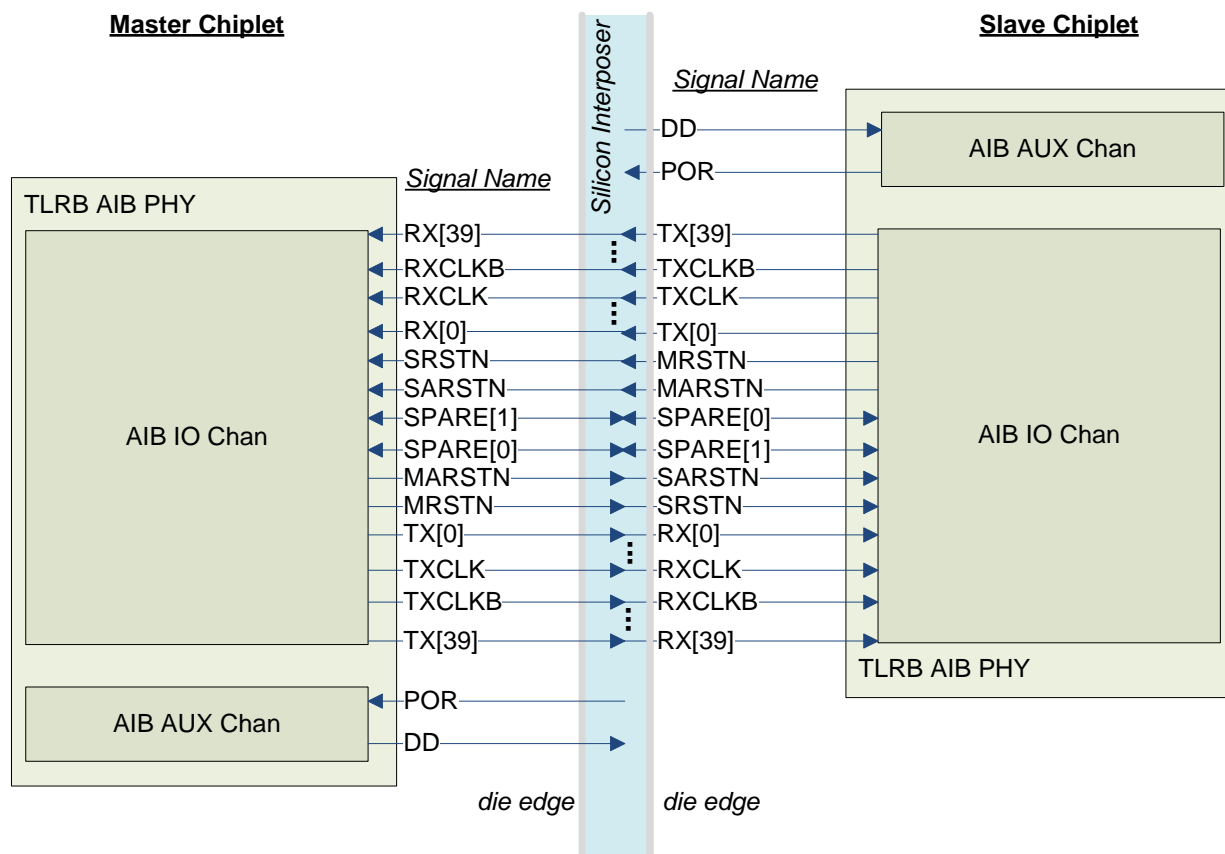 Master Chiplet
Slave Chiplet
Silicon Interposer
Signal Name
DD
AIB AUX Chan
POR
Signal Name
TLRB AIB PHY
RX[39]
TX[39]
RXCLKB
TXCLKB
RXCLK
TXCLK
RX[0]
TX[0]
SRSTN
MRSTN
SARSTN
MARSTN
SPARE[1]
SPARE[0]
AIB IO Chan
AIB IO Chan
SPARE[0]
SPARE[1]
MARSTN
SARSTN
MRSTN
SRSTN
TX[0]
RX[0]
TXCLK
RXCLK
TXCLKB
RXCLKB
TX[39]
RX[39]
TLRB AIB PHY
POR
AIB AUX Chan
DD
die edge
die edge